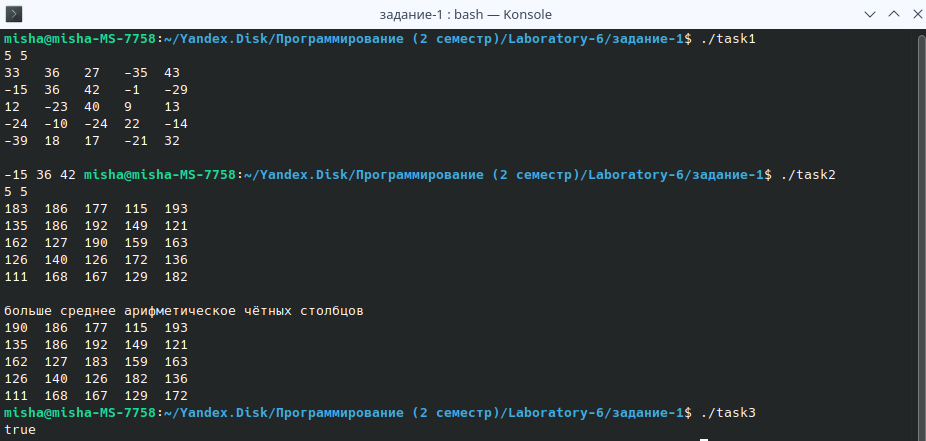 задание-1 : bash — Konsole
misha@misha-MS-7758:~/Yandex.Disk/Программирование (2 семестр)/Laboratory-6/задание-1$ ./task1
5 5
33   36   27   -35  43
-15  36   42   -1   -29
12   -23  40   9    13
-24  -10  -24  22   -14
-39  18   17   -21  32
-15 36 42 misha@misha-MS-7758:~/Yandex.Disk/Программирование (2 семестр)/Laboratory-6/задание-1$ ./task2
5 5
183  186  177  115  193
135  186  192  149  121
162  127  190  159  163
126  140  126  172  136
111  168  167  129  182
больше среднее арифметическое чётных столбцов
190  186  177  115  193
135  186  192  149  121
162  127  183  159  163
126  140  126  182  136
111  168  167  129  172
misha@misha-MS-7758:~/Yandex.Disk/Программирование (2 семестр)/Laboratory-6/задание-1$ ./task3
true